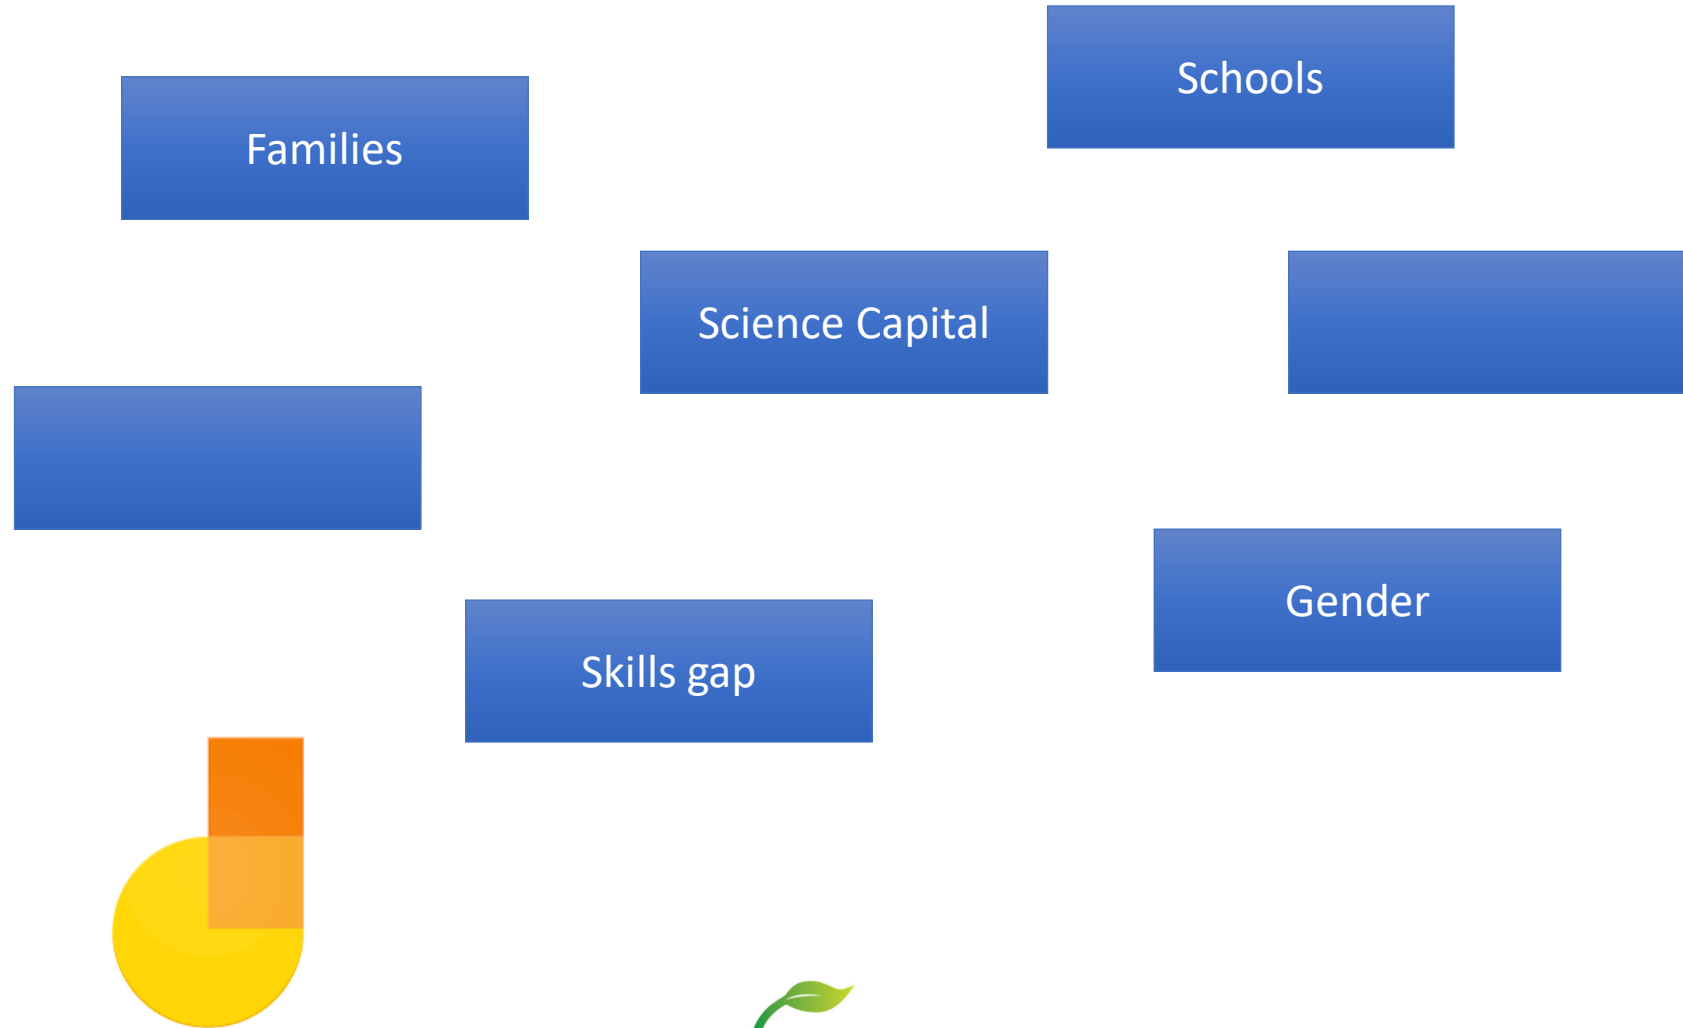 Schools
Families
Science Capital
Gender
Skills gap